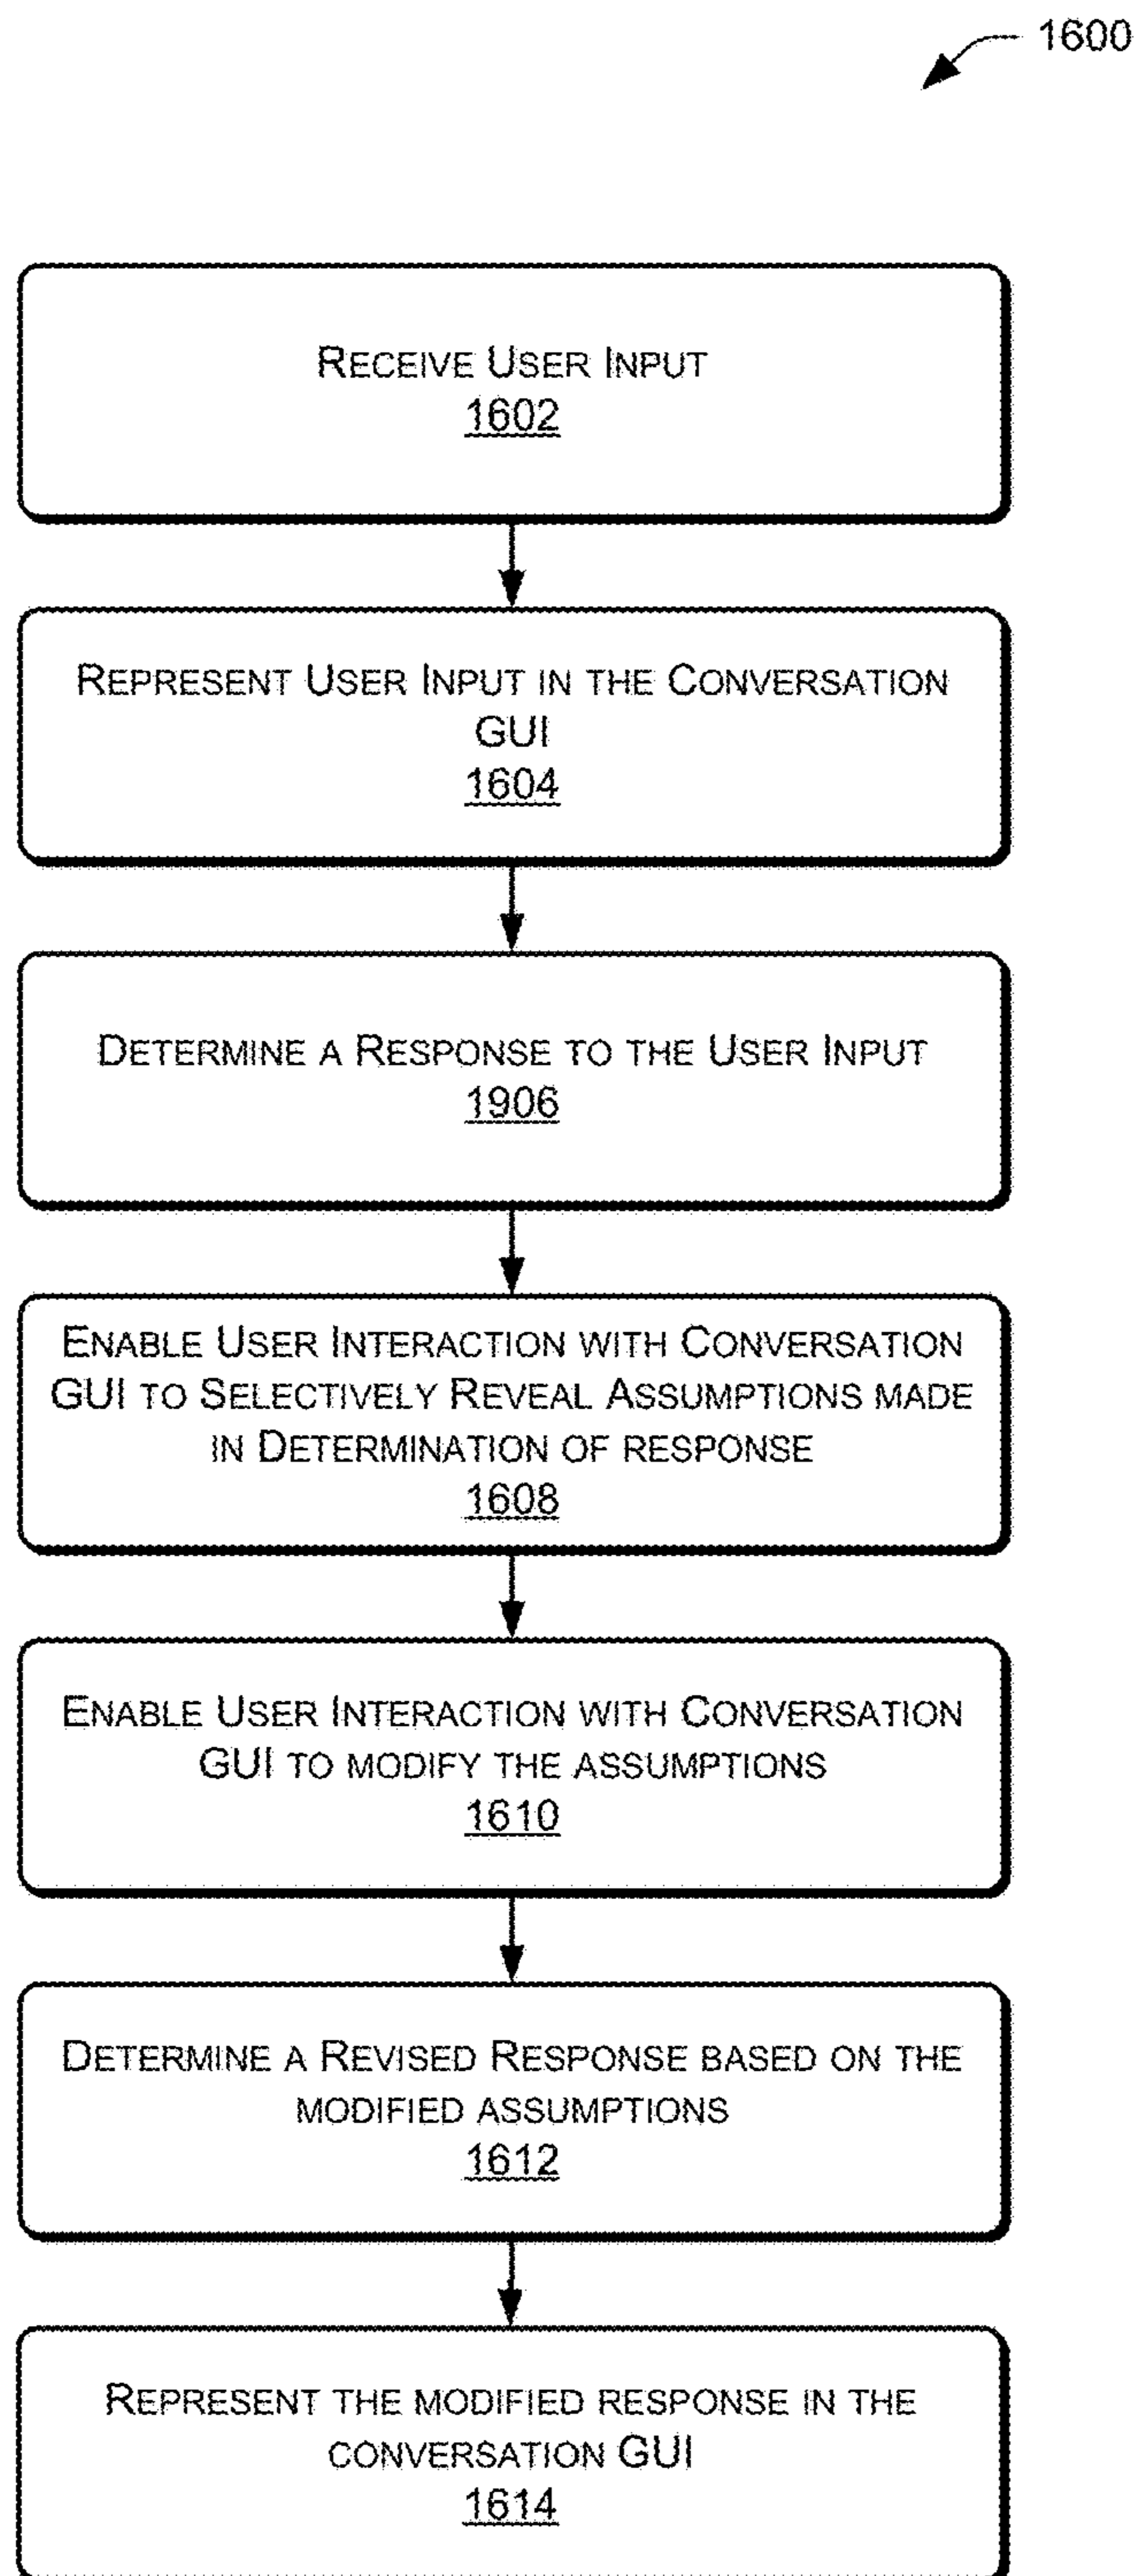 1600
RECEIVE USER INPUT
1602
REPRESENT USER INPUT IN THE CONVERSATION
GUI
1604
DETERMINE A RESPONSE TO THE USER INPUT
1906
ENABLE USER INTERACTION WITH CONVERSATION
GUI TO SELECTIVELY REVEAL ASSUMPTIONS MADE
IN DETERMINATION OF RESPONSE
1608
ENABLE USER INTERACTION WITH CONVERSATION
GUI TO MODIFY THE ASSUMPTIONS
1610
DETERMINE A REVISED RESPONSE BASED ON THE
MODIFIED ASSUMPTIONS
1612
REPRESENT THE MODIFIED RESPONSE IN THE
CONVERSATION GUI
1614